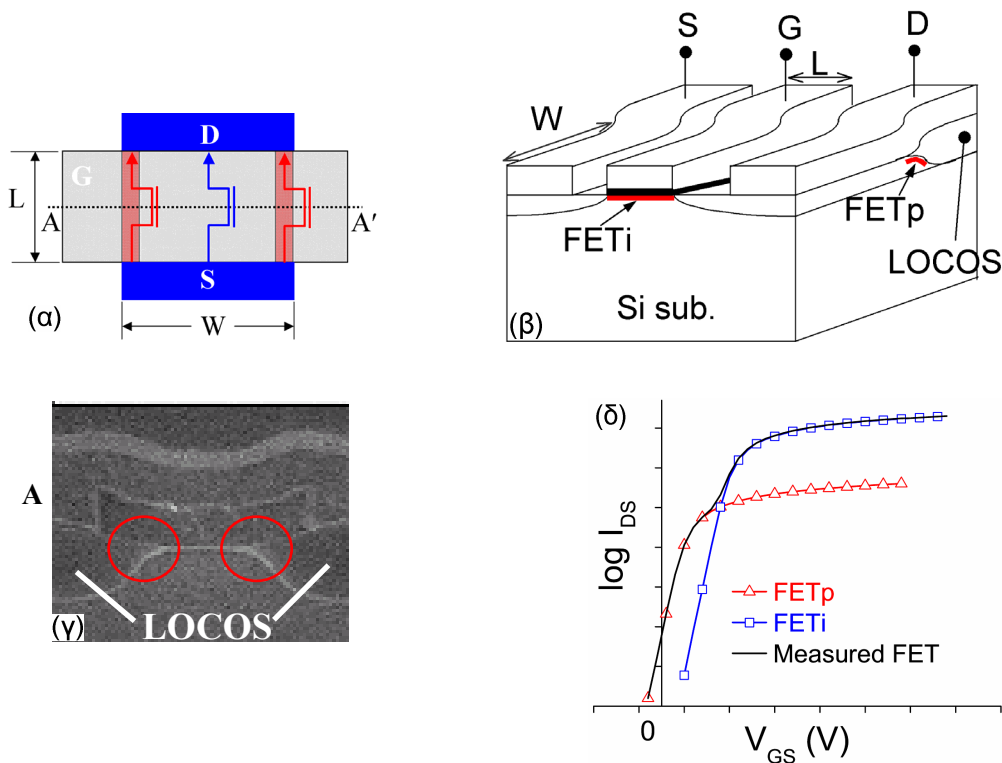 D
G
L
A
A′
S
W
(α)
S
G
D
L
W
FETi
FETp
LOCOS
Si sub.
(β)
A
LOCOS
(γ)
(δ)
log I_DS
FETp
FETi
Measured FET
0
V_GS (V)